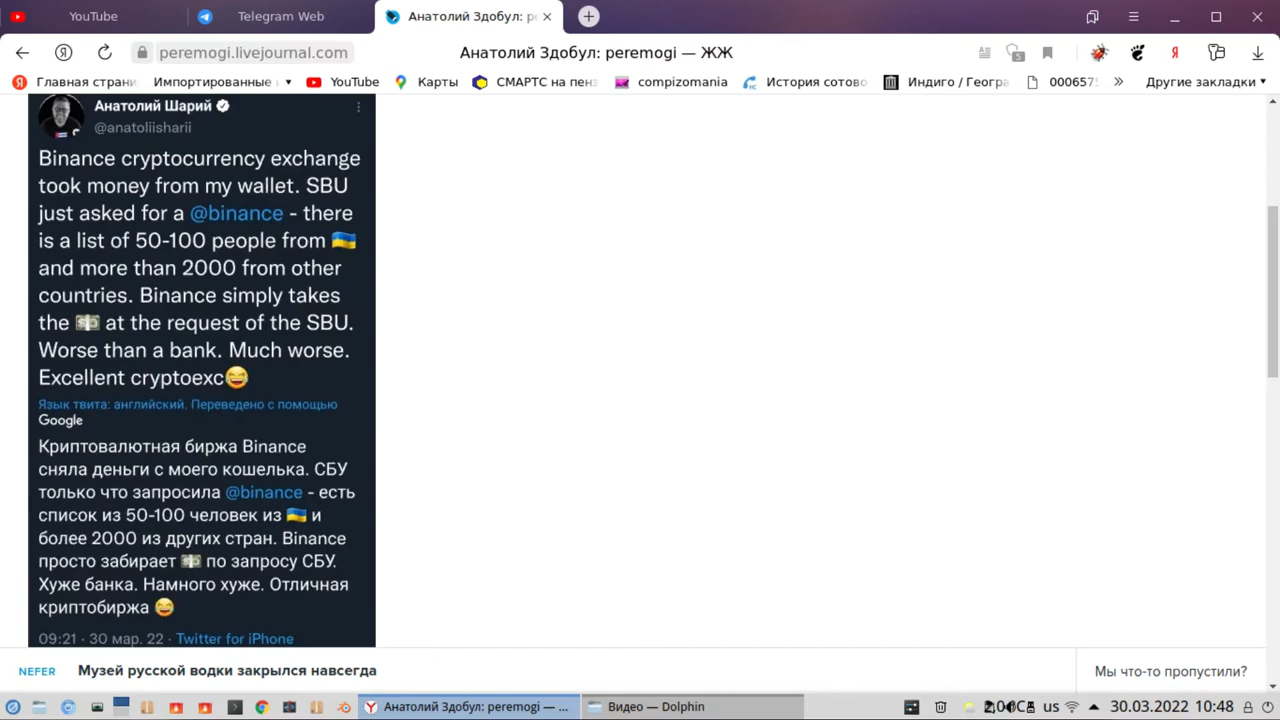 YouTube
Telegram Web
Анатолий Здобул: ре
peremogi.livejournal.com
Анатолий Здобул: peremogi — ЖЖ
5
Главная страни
Импортированные
YouTube
Карты
СМАРТС на пенз
compizomania
История сотово
Индиго / Геогра
000657
Другие закладки
Анатолий Шарий
@anatoliisharii
Binance cryptocurrency exchange
took money from my wallet. SBU
just asked for a @binance - there
is a list of 50-100 people from 🇺🇦
and more than 2000 from other
countries. Binance simply takes
the 💵 at the request of the SBU.
Worse than a bank. Much worse.
Excellent cryptoexc😂
Язык твита: английский. Переведено с помощью
Google
Криптовалютная биржа Binance
сняла деньги с моего кошелька. СБУ
только что запросила @binance - есть
список из 50-100 человек из 🇺🇦 и
более 2000 из других стран. Binance
просто забирает 💵 по запросу СБУ.
Хуже банка. Намного хуже. Отличная
криптобиржа 😂
09:21 · 30 мар. 22 · Twitter for iPhone
NEFER
Музей русской водки закрылся навсегда
Мы что-то пропустили?
Анатолий Здобул: peremogi — ...
Видео — Dolphin
us
30.03.2022
10:48